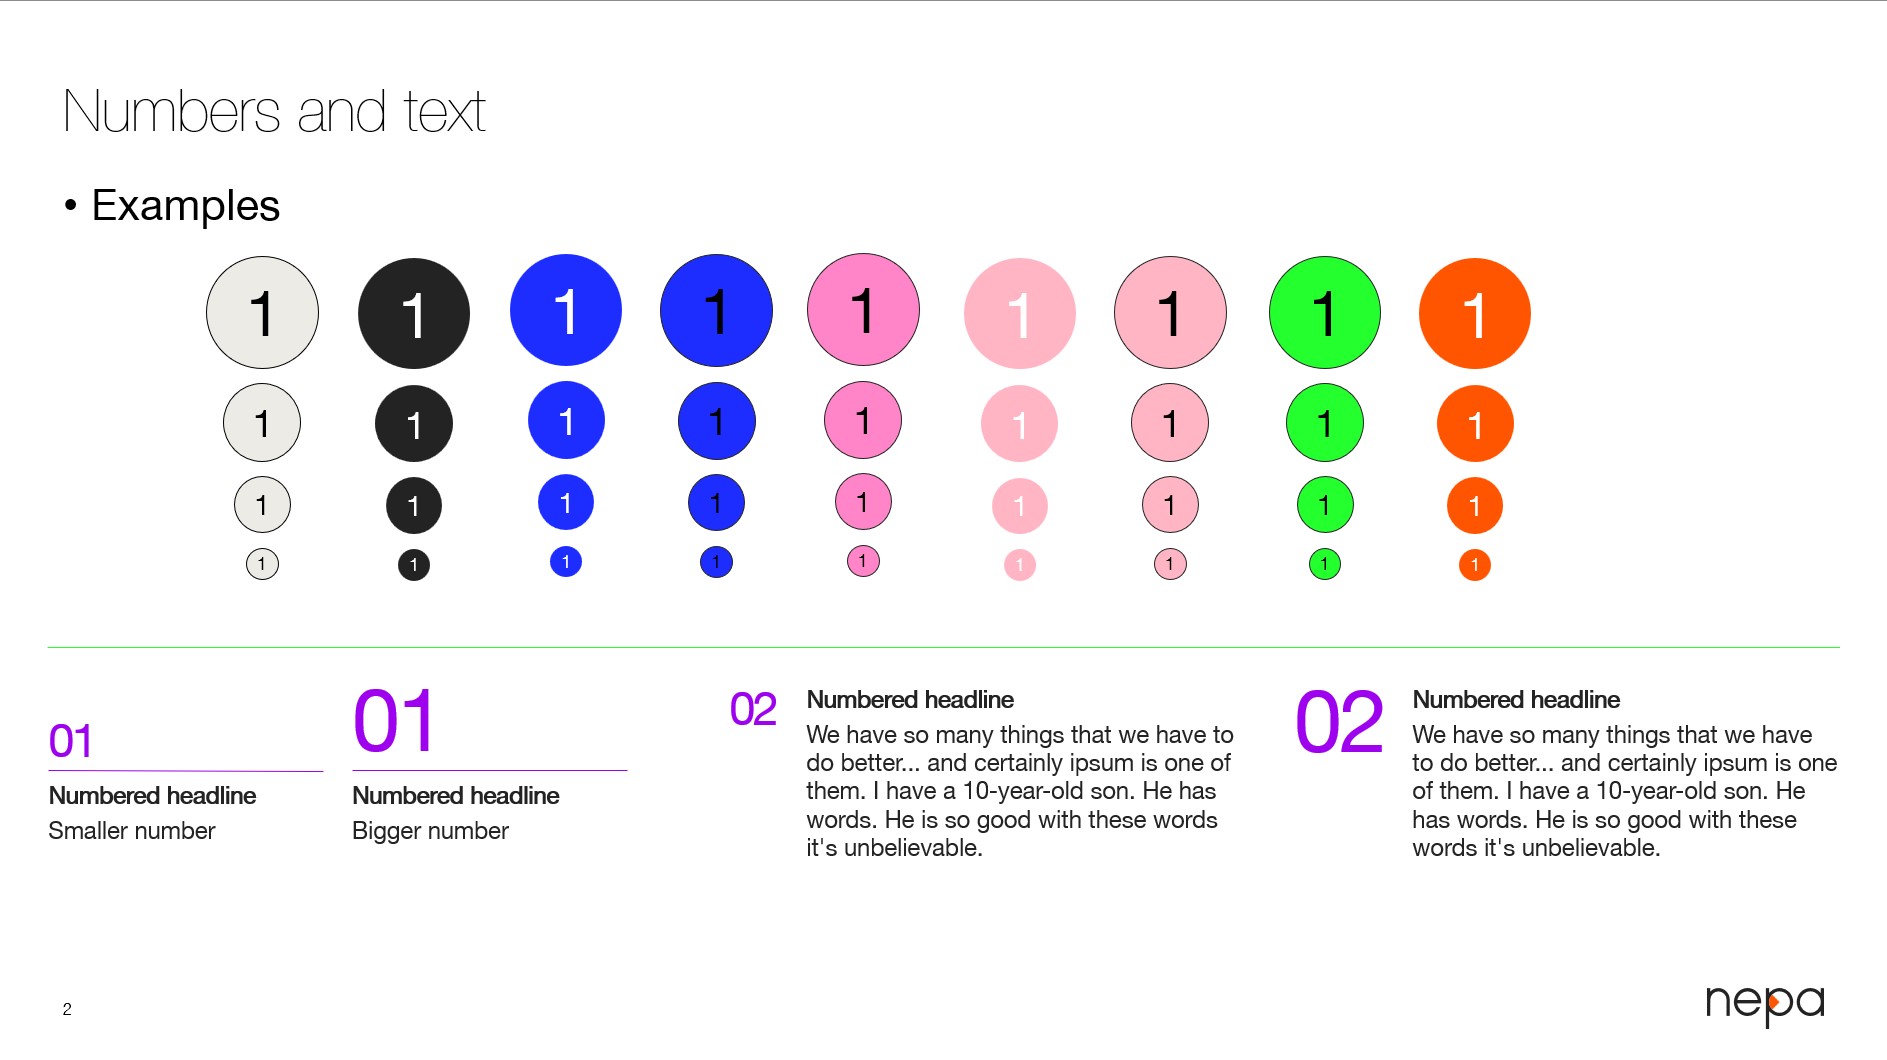 Numbers and text
• Examples
1 1 1 1 1 1 1 1 1
1 1 1 1 1 1 1 1 1
1 1 1 1 1 1 1 1 1
1 1 1 1 1 1 1 1 1
01
Numbered headline
Smaller number
01
Numbered headline
Bigger number
02
Numbered headline
We have so many things that we have to
do better... and certainly ipsum is one of
them. I have a 10-year-old son. He has
words. He is so good with these words
it's unbelievable.
02
Numbered headline
We have so many things that we have
to do better... and certainly ipsum is one
of them. I have a 10-year-old son. He
has words. He is so good with these
words it's unbelievable.
2
nepa